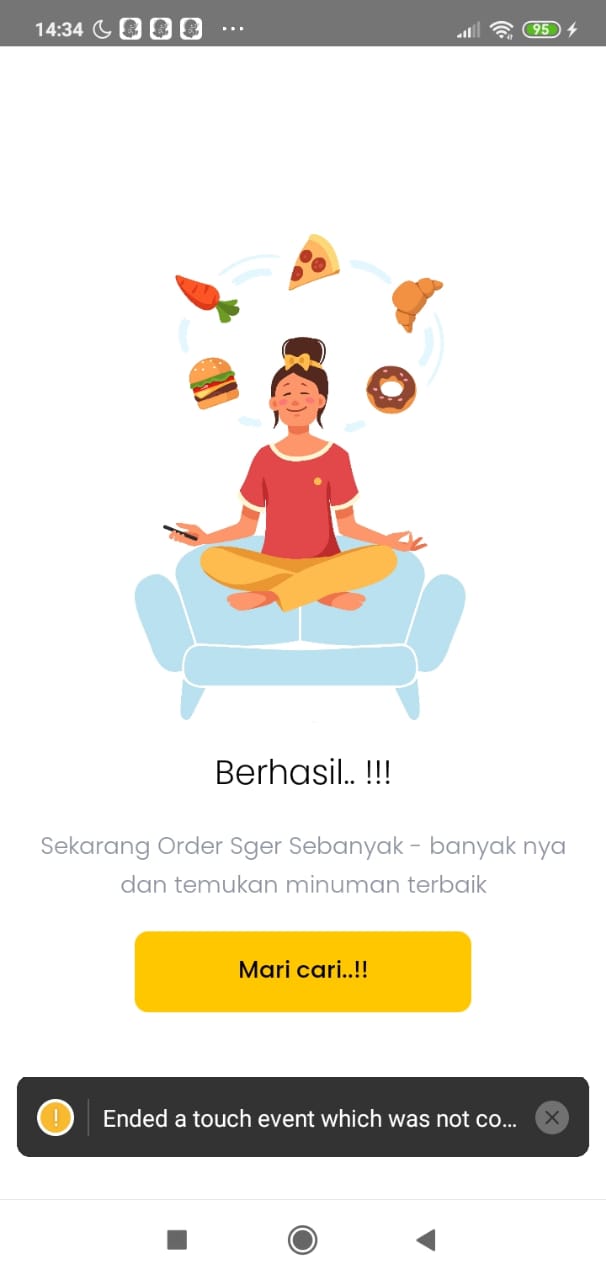 14:34
95
Berhasil.. !!!
Sekarang Order Sger Sebanyak - banyak nya
dan temukan minuman terbaik
Mari cari..!!
! Ended a touch event which was not co...